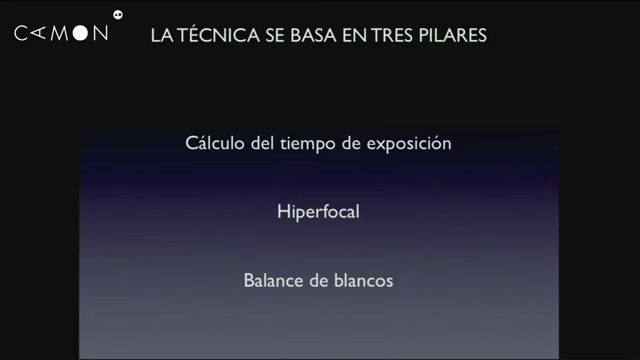 CAMON
LA TÉCNICA SE BASA EN TRES PILARES
Cálculo del tiempo de exposición
Hiperfocal
Balance de blancos